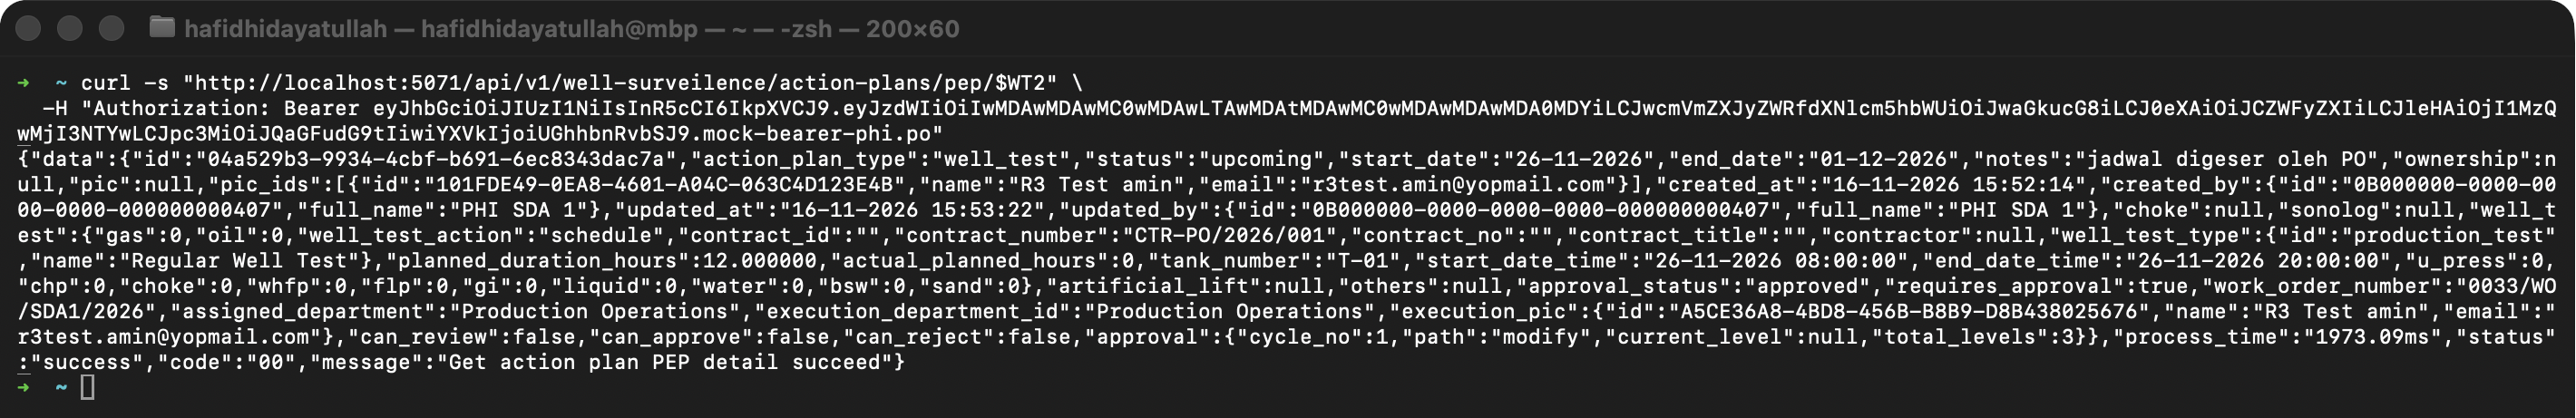 hafidhidayatullah — hafidhidayatullah@mbp — ~ — -zsh — 200×60
➜  ~ curl -s "http://localhost:5071/api/v1/well-surveilence/action-plans/pep/$WT2" \
  -H "Authorization: Bearer eyJhbGciOiJIUzI1NiIsInR5cCI6IkpXVCJ9.eyJzdWIiOiIwMDAwMDAwMC0wMDAwLTAwMDAtMDAwMC0wMDAwMDAwMDA0MDYiLCJwcmVmZXJyZWRfdXNlcm5hbWUiOiJwaGkucG8iLCJ0eXAiOiJCZWFyZXIiLCJleHAiOjI1MzQ
wMjI3NTYwLCJpc3MiOiJQaGFudG9tIiwiYXVkIjoiUGhhbnRvbSJ9.mock-bearer-phi.po"
{"data":{"id":"04a529b3-9934-4cbf-b691-6ec8343dac7a","action_plan_type":"well_test","status":"upcoming","start_date":"26-11-2026","end_date":"01-12-2026","notes":"jadwal digeser oleh PO","ownership":n
ull,"pic":null,"pic_ids":[{"id":"101FDE49-0EA8-4601-A04C-063C4D123E4B","name":"R3 Test amin","email":"r3test.amin@yopmail.com"}],"created_at":"16-11-2026 15:52:14","created_by":{"id":"0B000000-0000-00
00-0000-000000000407","full_name":"PHI SDA 1"},"updated_at":"16-11-2026 15:53:22","updated_by":{"id":"0B000000-0000-0000-0000-000000000407","full_name":"PHI SDA 1"},"choke":null,"sonolog":null,"well_t
est":{"gas":0,"oil":0,"well_test_action":"schedule","contract_id":"","contract_number":"CTR-PO/2026/001","contract_no":"","contract_title":"","contractor":null,"well_test_type":{"id":"production_test"
,"name":"Regular Well Test"},"planned_duration_hours":12.000000,"actual_planned_hours":0,"tank_number":"T-01","start_date_time":"26-11-2026 08:00:00","end_date_time":"26-11-2026 20:00:00","u_press":0,
"chp":0,"choke":0,"whfp":0,"flp":0,"gi":0,"liquid":0,"water":0,"bsw":0,"sand":0},"artificial_lift":null,"others":null,"approval_status":"approved","requires_approval":true,"work_order_number":"0033/WO
/SDA1/2026","assigned_department":"Production Operations","execution_department_id":"Production Operations","execution_pic":{"id":"A5CE36A8-4BD8-456B-B8B9-D8B438025676","name":"R3 Test amin","email":"
r3test.amin@yopmail.com"},"can_review":false,"can_approve":false,"can_reject":false,"approval":{"cycle_no":1,"path":"modify","current_level":null,"total_levels":3}},"process_time":"1973.09ms","status"
:"success","code":"00","message":"Get action plan PEP detail succeed"}
➜  ~